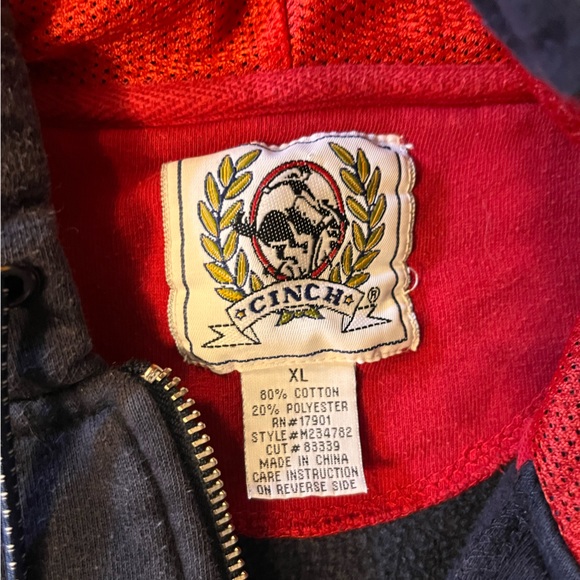 CINCH ®
XL
80% COTTON
20% POLYESTER
RN#17901
STYLE#M234782
CUT #83339
MADE IN CHINA
CARE INSTRUCTION
ON REVERSE SIDE